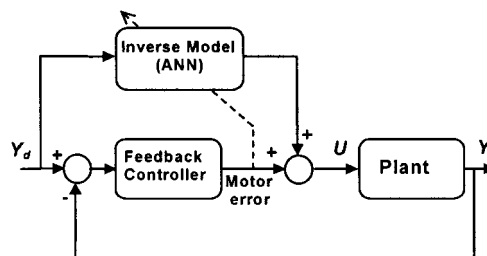 Inverse Model
(ANN)
Y_d
+
-
Feedback
Controller
Motor
error
+
+
U
Plant
Y